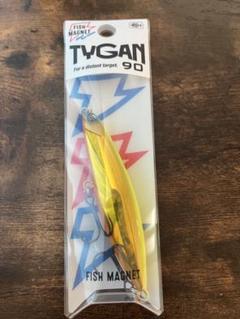 FISH
MAGNET
TYGAN
For a distant target. 90
FISH MAGNET